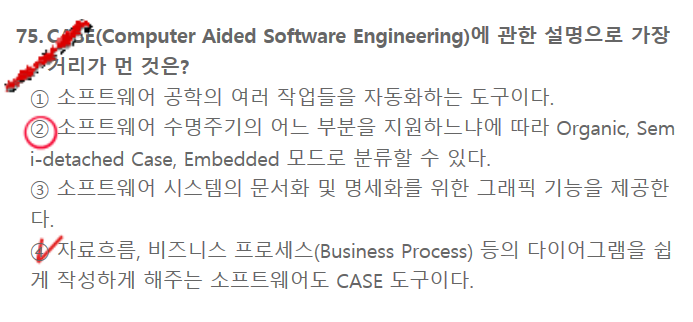 75. CASE(Computer Aided Software Engineering)에 관한 설명으로 가장
거리가 먼 것은?
① 소프트웨어 공학의 여러 작업들을 자동화하는 도구이다.
② 소프트웨어 수명주기의 어느 부분을 지원하느냐에 따라 Organic, Sem
i-detached Case, Embedded 모드로 분류할 수 있다.
③ 소프트웨어 시스템의 문서화 및 명세화를 위한 그래픽 기능을 제공한
다.
④ 자료흐름, 비즈니스 프로세스(Business Process) 등의 다이어그램을 쉽
게 작성하게 해주는 소프트웨어도 CASE 도구이다.